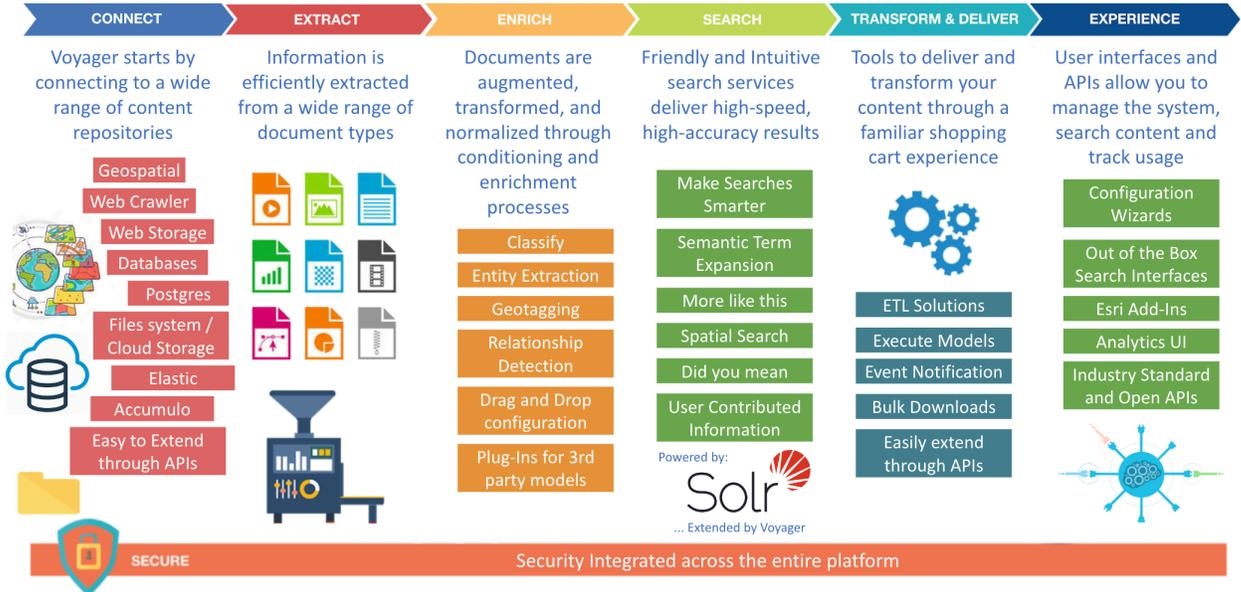 CONNECT
EXTRACT
ENRICH
SEARCH
TRANSFORM & DELIVER
EXPERIENCE
Voyager starts by
connecting to a wide
range of content
repositories
Geospatial
Web Crawler
Web Storage
Databases
Postgres
Files system /
Cloud Storage
Elastic
Accumulo
Easy to Extend
through APIs
Information is
efficiently extracted
from a wide range of
document types
Documents are
augmented,
transformed, and
normalized through
conditioning and
enrichment
processes
Classify
Entity Extraction
Geotagging
Relationship
Detection
Drag and Drop
configuration
Plug-Ins for 3rd
party models
Friendly and Intuitive
search services
deliver high-speed,
high-accuracy results
Make Searches
Smarter
Semantic Term
Expansion
More like this
Spatial Search
Did you mean
User Contributed
Information
Powered by:
Solr
... Extended by Voyager
Tools to deliver and
transform your
content through a
familiar shopping
cart experience
ETL Solutions
Execute Models
Event Notification
Bulk Downloads
Easily extend
through APIs
User interfaces and
APIs allow you to
manage the system,
search content and
track usage
Configuration
Wizards
Out of the Box
Search Interfaces
Esri Add-Ins
Analytics UI
Industry Standard
and Open APIs
SECURE
Security Integrated across the entire platform